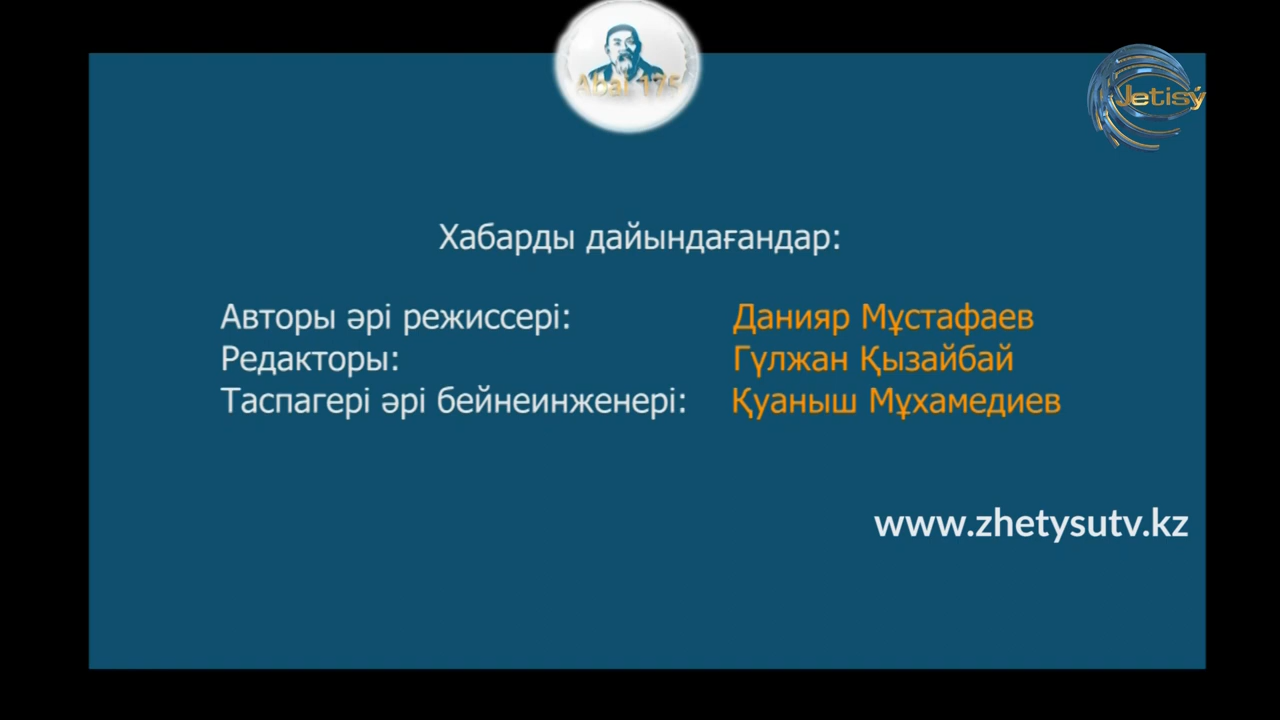 Abai 175
Jetisý
Хабарды дайындағандар:
Авторы әрі режиссері: Данияр Мұстафаев
Редакторы: Гүлжан Қызайбай
Таспагері әрі бейнеинженері: Қуаныш Мұхамедиев
www.zhetysutv.kz